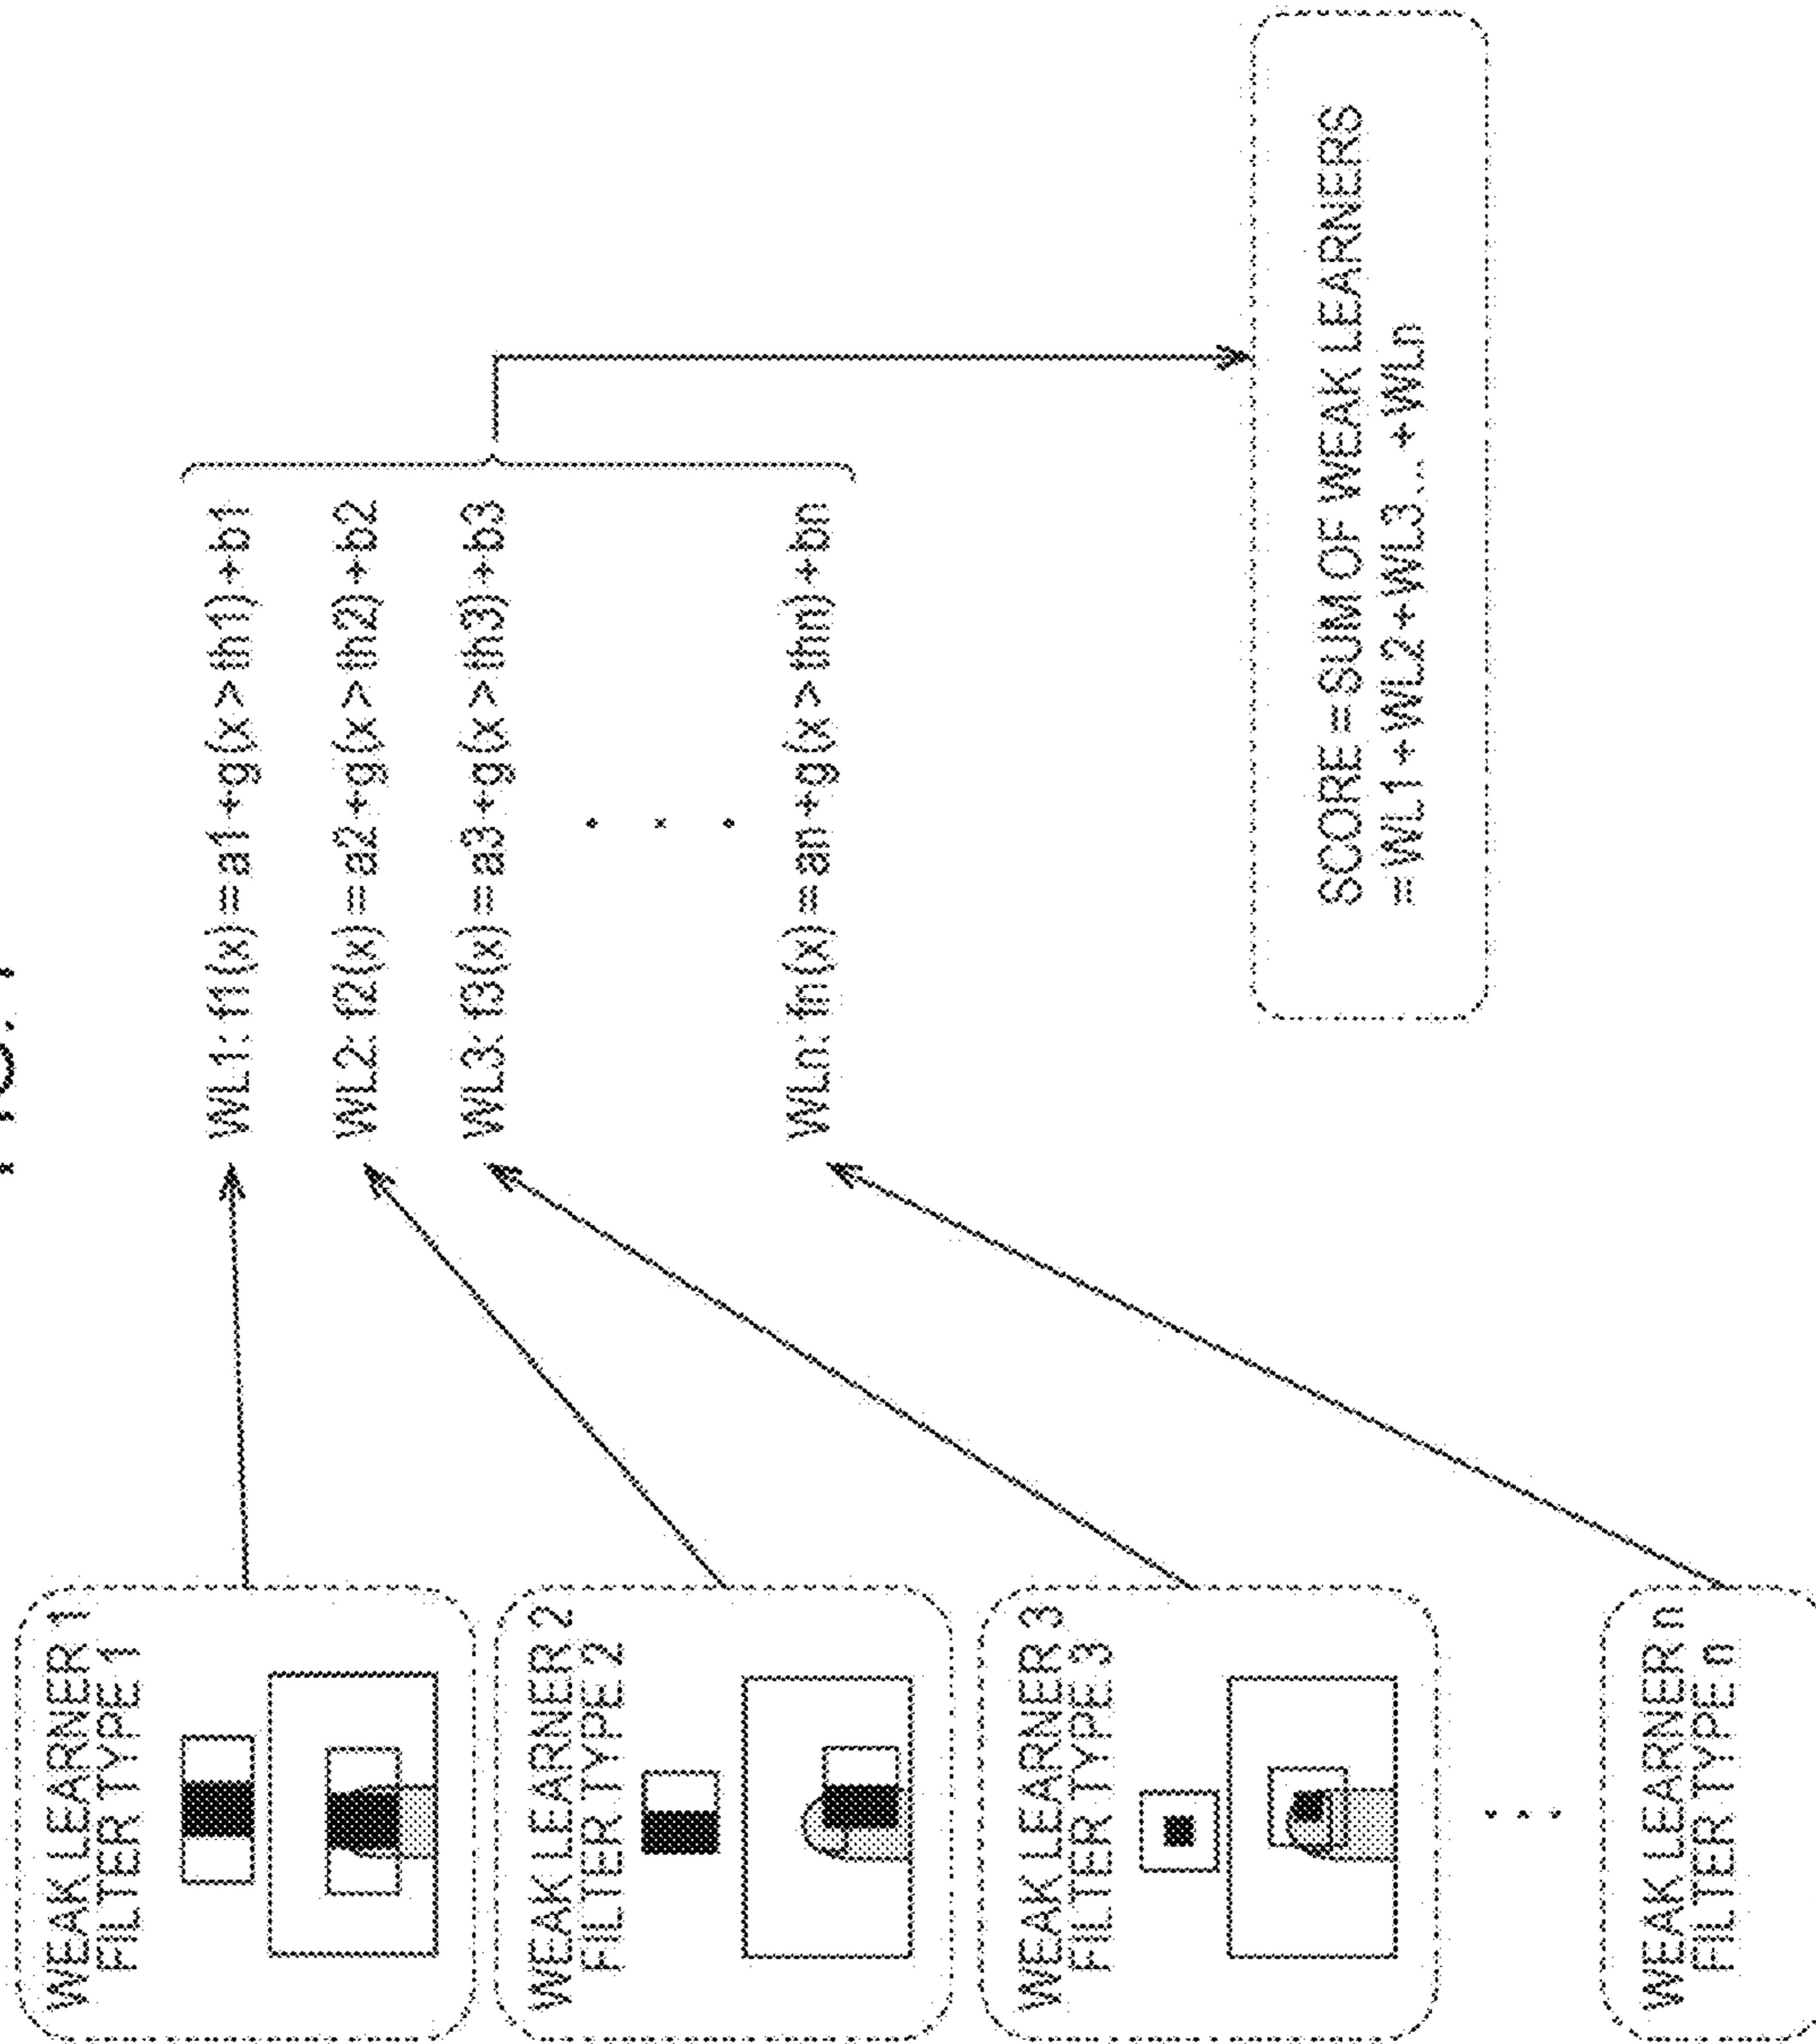 WEAK LEARNER 1
FILTER TYPE 1
WEAK LEARNER 2
FILTER TYPE 2
WEAK LEARNER 3
FILTER TYPE 3
WEAK LEARNER n
FILTER TYPE n
WL1: f1(x)=a1+g(x>th1)+b1
WL2: f2(x)=a2+g(x>th2)+b2
WL3: f3(x)=a3+g(x>th3)+b3
WLn: fn(x)=an+g(x>thn)+bn
SCORE=SUM OF WEAK LEARNERS
=WL1+WL2+WL3...+WLn